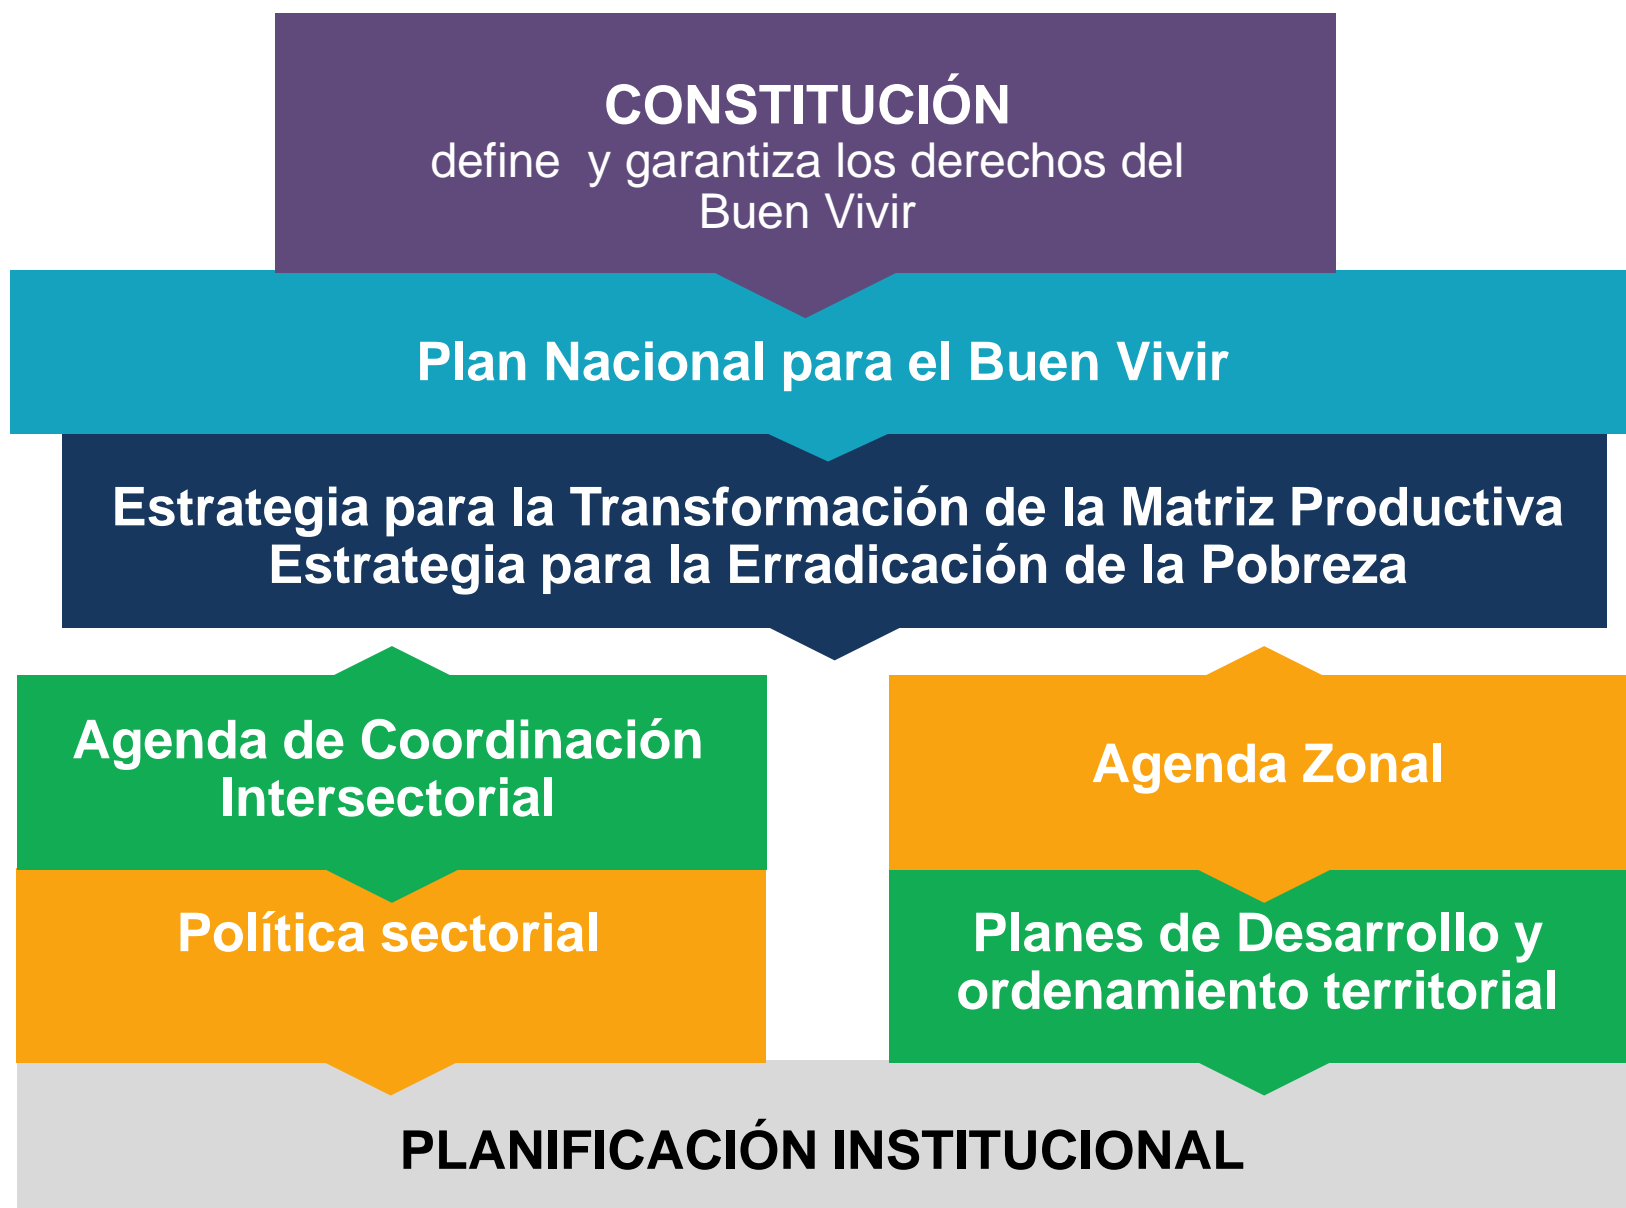 CONSTITUCIÓN
define y garantiza los derechos del
Buen Vivir
Plan Nacional para el Buen Vivir
Estrategia para la Transformación de la Matriz Productiva
Estrategia para la Erradicación de la Pobreza
Agenda de Coordinación
Intersectorial
Agenda Zonal
Política sectorial
Planes de Desarrollo y
ordenamiento territorial
PLANIFICACIÓN INSTITUCIONAL